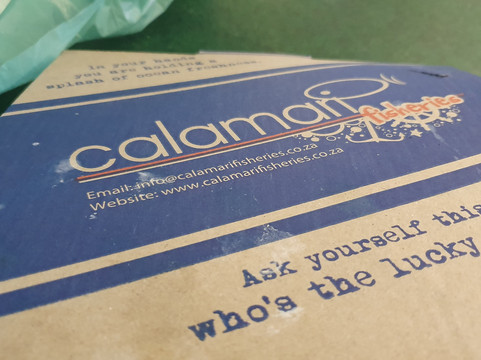 in your hands
you are holding a
splash of ocean freshness.
calamari
fisheries
Email: info@calamarifisheries.co.za
Website: www.calamarifisheries.co.za
Ask yourself this
who's the lucky